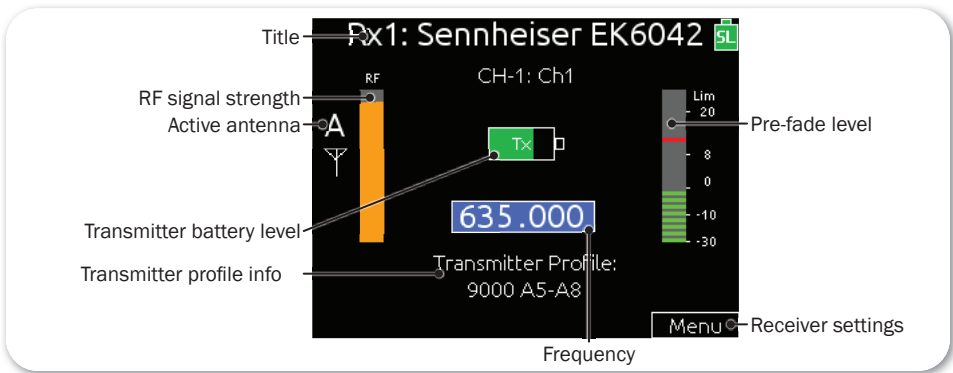 Title
Rx1: Sennheiser EK6042
SL
RF
CH-1: Ch1
RF signal strength
Active antenna
A
Tx
Lim
20
8
0
-10
-30
Pre-fade level
Transmitter battery level
635.000
Transmitter profile info
Transmitter Profile:
9000 A5-A8
Menu
Receiver settings
Frequency